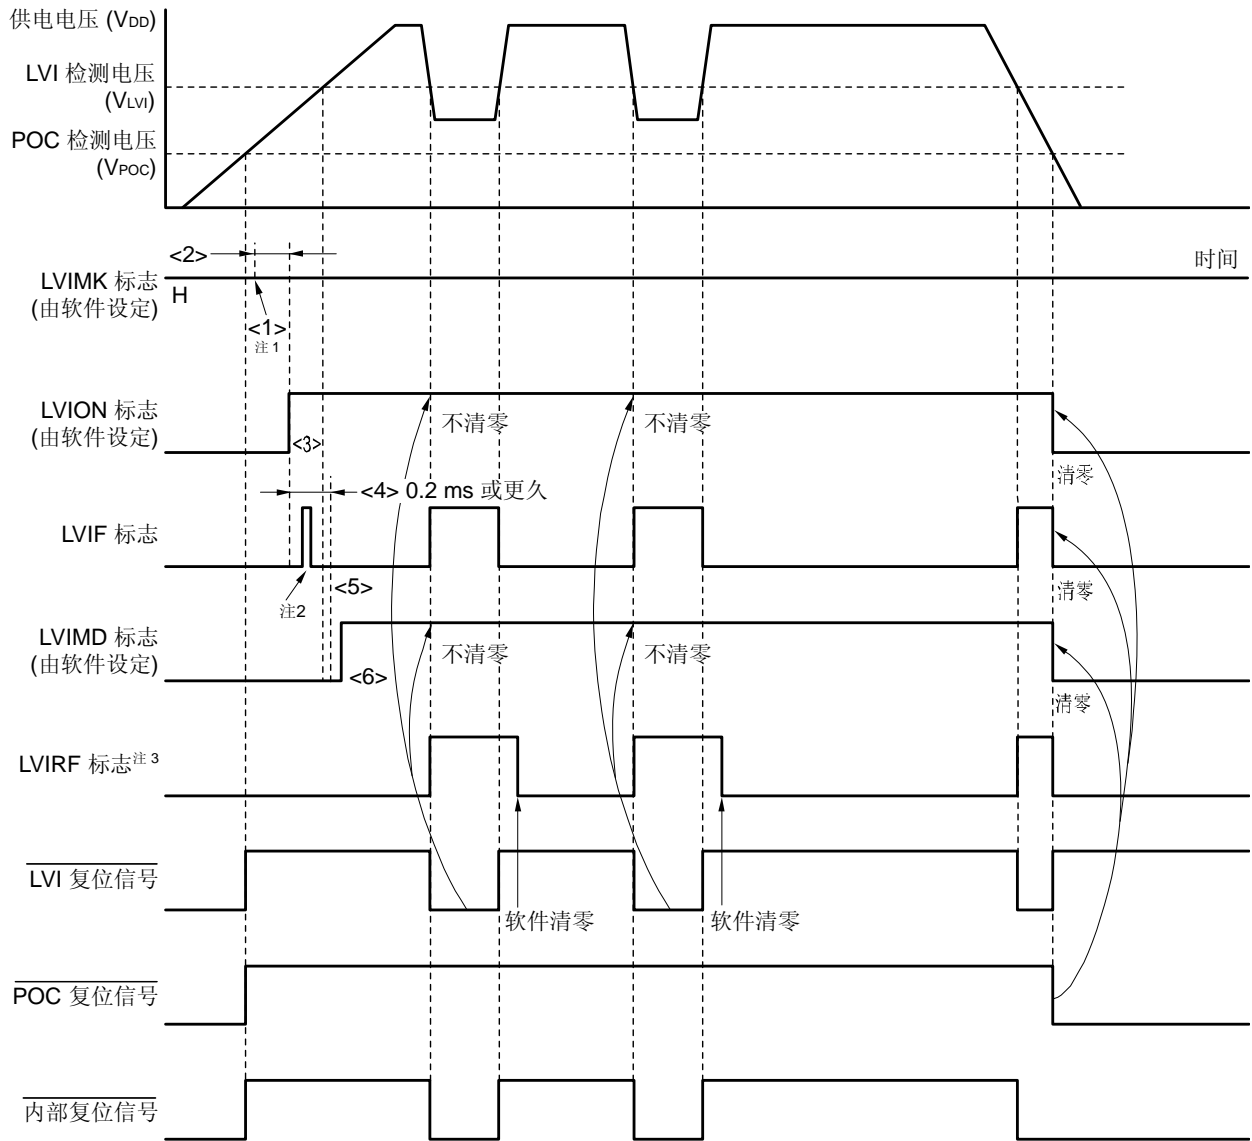 供电电压 (VDD)
LVI 检测电压
(VLVI)
POC 检测电压
(VPOC)
<2>
时间
LVIMK 标志
(由软件设定)
H
<1>
注 1
LVION 标志
(由软件设定)
不清零
不清零
<3>
清零
<4> 0.2 ms 或更久
LVIF 标志
<5>
注2
清零
LVIMD 标志
(由软件设定)
不清零
不清零
<6>
清零
LVIRF 标志注 3
LVI 复位信号
软件清零
软件清零
POC 复位信号
内部复位信号